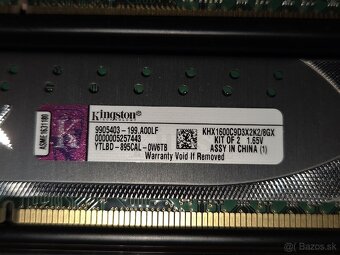 Kingston
9905403-199.A00LF
0000005257443
YTLBD-895CAL-0W6TB
Warranty Void If Removed
KHX1600C9D3X2K2/8GX
KIT OF 2 1.65V
ASSY IN CHINA (1)
bazos.sk